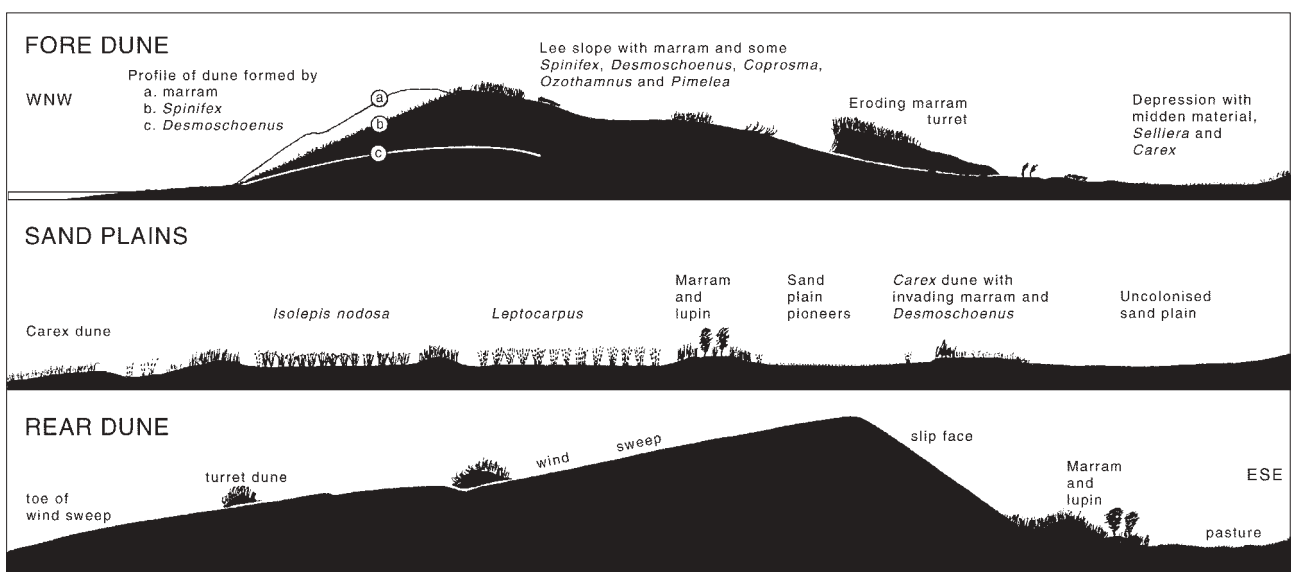 FORE DUNE
WNW
Profile of dune formed by
a. marram
b. Spinifex
c. Desmoschoenus
a
b
c
Lee slope with marram and some
Spinifex, Desmoschoenus, Coprosma,
Ozothamnus and Pimelea
Eroding marram
turret
Depression with
midden material,
Selliera and
Carex
SAND PLAINS
Carex dune
Isolepis nodosa
Leptocarpus
Marram
and
lupin
Sand
plain
pioneers
Carex dune with
invading marram and
Desmoschoenus
Uncolonised
sand plain
REAR DUNE
toe of
wind sweep
turret dune
wind sweep
slip face
Marram
and
lupin
ESE
pasture